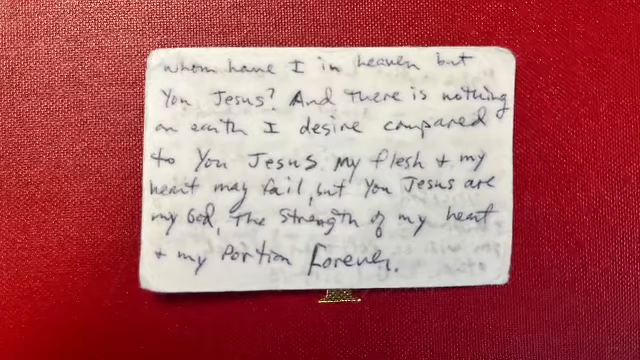 whom have I in heaven but
You Jesus? And there is nothing
on earth I desire compared
to You Jesus. My flesh + my
heart may fail, but You Jesus are
my God, The Strength of my heart
+ my Portion Forever.